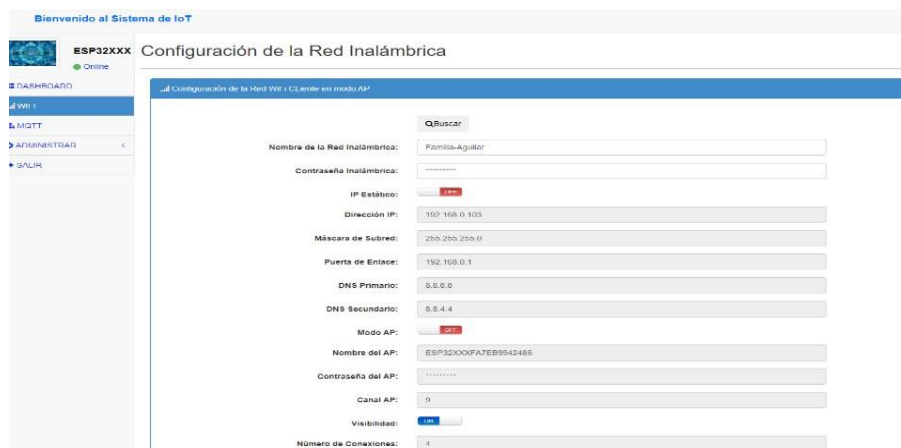 Bienvenido al Sistema de IoT
ESP32XXX
Online
Configuración de la Red Inalámbrica
DASHBOARD
WIFI
MQTT
ADMINISTRAR
SALIR
Configuración de la Red WiFi CLiente en modo AP
Buscar
Nombre de la Red Inalámbrica: Familia-Aguilar
Contraseña Inalámbrica: *********
IP Estático: OFF
Dirección IP: 192.168.0.103
Máscara de Subred: 255.255.255.0
Puerta de Enlace: 192.168.0.1
DNS Primario: 8.8.8.8
DNS Secundario: 8.8.4.4
Modo AP: OFF
Nombre del AP: ESP32XXXFA7EB9942486
Contraseña del AP: *********
Canal AP: 9
Visibilidad: ON
Número de Conexiones: 4